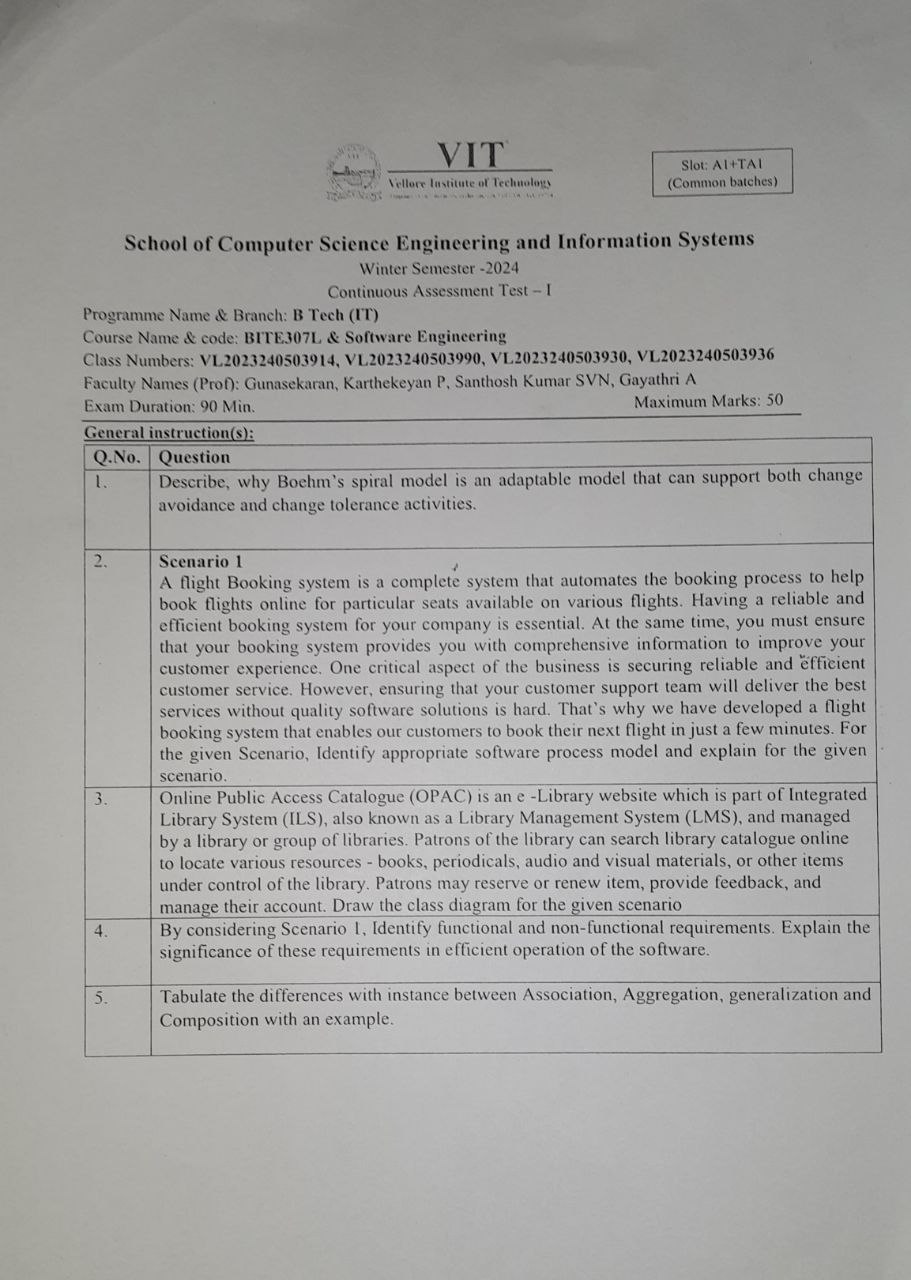 VIT
Vellore Institute of Technology
Slot: A1+TA1
(Common batches)
School of Computer Science Engineering and Information Systems
Winter Semester -2024
Continuous Assessment Test – I
Programme Name & Branch: B Tech (IT)
Course Name & code: BITE307L & Software Engineering
Class Numbers: VL2023240503914, VL2023240503990, VL2023240503930, VL2023240503936
Faculty Names (Prof): Gunasekaran, Karthekeyan P, Santhosh Kumar SVN, Gayathri A
Exam Duration: 90 Min. Maximum Marks: 50
General instruction(s):
Q.No. Question
1. Describe, why Boehm's spiral model is an adaptable model that can support both change
avoidance and change tolerance activities.
2. Scenario 1
A flight Booking system is a complete system that automates the booking process to help
book flights online for particular seats available on various flights. Having a reliable and
efficient booking system for your company is essential. At the same time, you must ensure
that your booking system provides you with comprehensive information to improve your
customer experience. One critical aspect of the business is securing reliable and efficient
customer service. However, ensuring that your customer support team will deliver the best
services without quality software solutions is hard. That's why we have developed a flight
booking system that enables our customers to book their next flight in just a few minutes. For
the given Scenario, Identify appropriate software process model and explain for the given
scenario.
3. Online Public Access Catalogue (OPAC) is an e -Library website which is part of Integrated
Library System (ILS), also known as a Library Management System (LMS), and managed
by a library or group of libraries. Patrons of the library can search library catalogue online
to locate various resources - books, periodicals, audio and visual materials, or other items
under control of the library. Patrons may reserve or renew item, provide feedback, and
manage their account. Draw the class diagram for the given scenario
4. By considering Scenario 1, Identify functional and non-functional requirements. Explain the
significance of these requirements in efficient operation of the software.
5. Tabulate the differences with instance between Association, Aggregation, generalization and
Composition with an example.